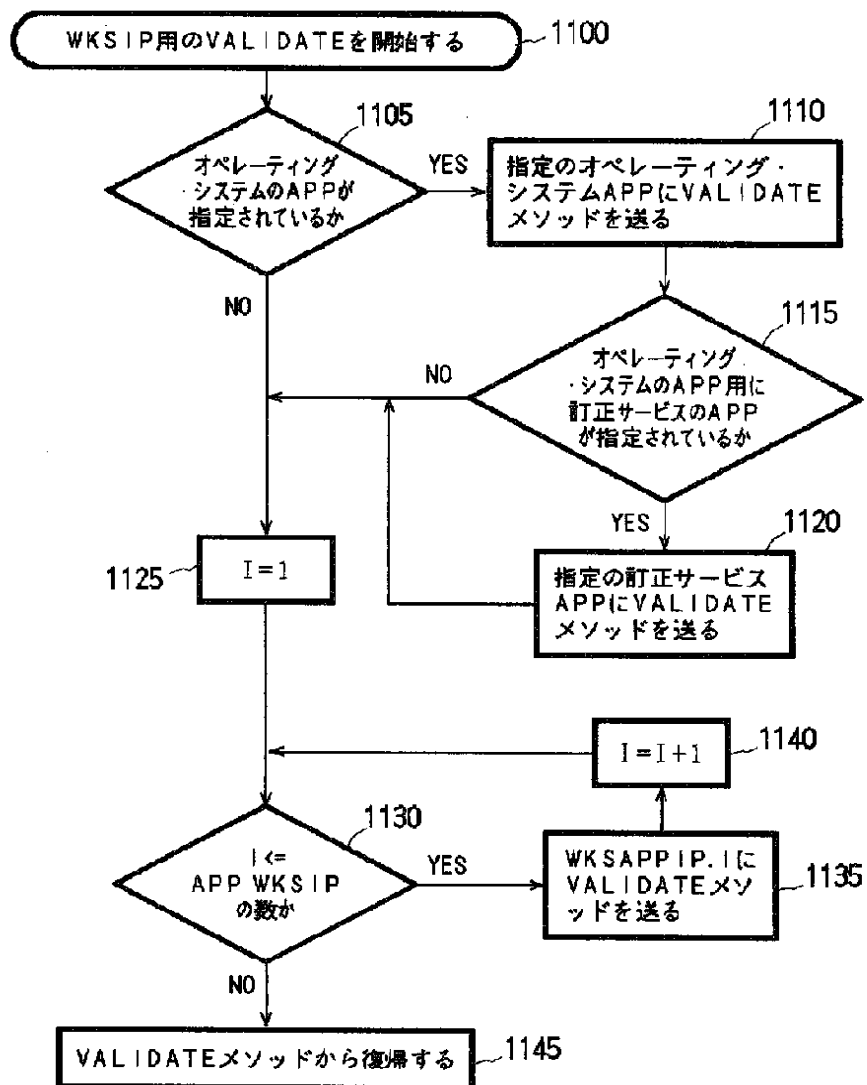 WKSIP用のVALIDATEを開始する
1100
1105
オペレーティング
・システムのAPPが
指定されているか
YES
NO
1110
指定のオペレーティング・
システムAPPにVALIDATE
メソッドを送る
1115
オペレーティング
・システムのAPP用に
訂正サービスのAPP
が指定されているか
NO
YES
1120
指定の訂正サービス
APPにVALIDATE
メソッドを送る
1125
I=1
1140
I=I+1
1130
I<=
APP WKSIP
の数か
YES
NO
WKSAPPIP.Iに
VALIDATEメソ
ッドを送る
1135
VALIDATEメソッドから復帰する
1145